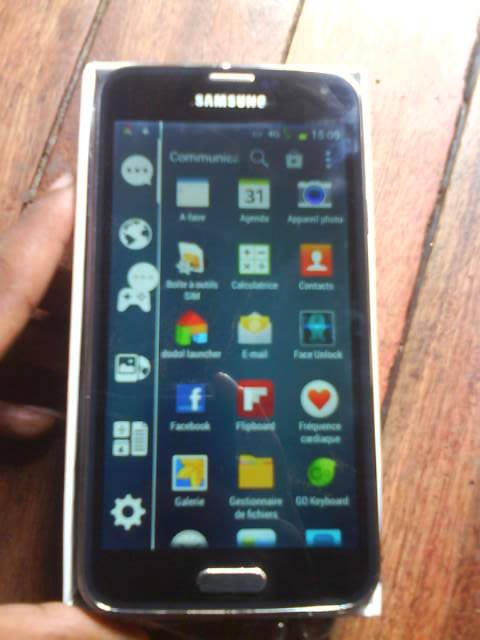 SAMSUNG
4G 15:09
Communica
31
A faire Agenda Appareil photo
Boîte à outils SIM Calculatrice Contacts
dodol launcher E-mail Face Unlock
Facebook Flipboard Fréquence cardiaque
Galerie Gestionnaire de fichiers GO Keyboard